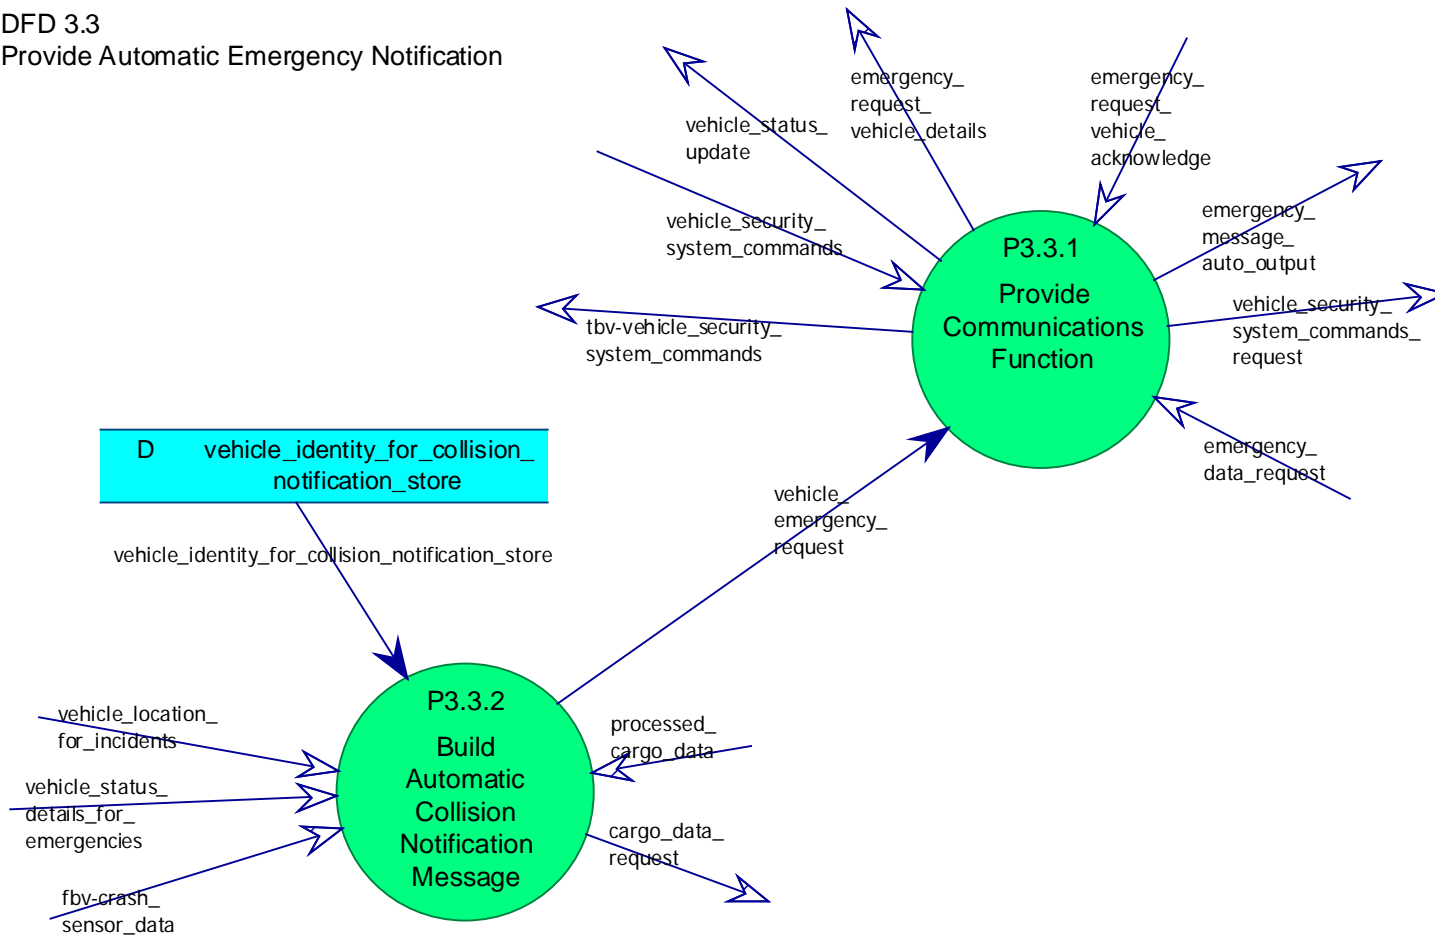 DFD 3.3
Provide Automatic Emergency Notification
emergency_
request_
vehicle_details
emergency_
request_
vehicle_
acknowledge
vehicle_status_
update
vehicle_security_
system_commands
emergency_
message_
auto_output
P3.3.1
Provide
Communications
Function
vehicle_security_
system_commands_
request
tbv-vehicle_security_
system_commands
emergency_
data_request
D vehicle_identity_for_collision_
notification_store
vehicle_
emergency_
request
vehicle_identity_for_collision_notification_store
P3.3.2
Build
Automatic
Collision
Notification
Message
vehicle_location_
for_incidents
processed_
cargo_data
vehicle_status_
details_for_
emergencies
cargo_data_
request
fbv-crash_
sensor_data